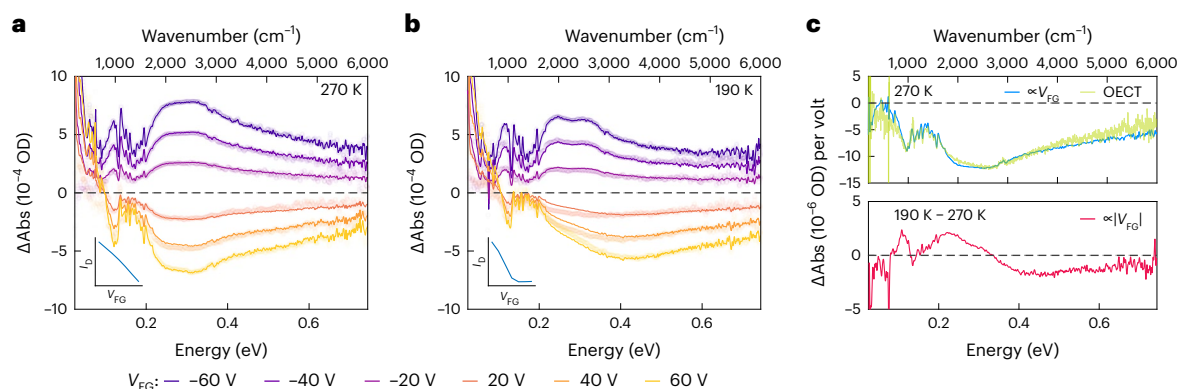 a
Wavenumber (cm−1)
1,000 2,000 3,000 4,000 5,000 6,000
270 K
10
5
0
−5
−10
ΔAbs (10−4 OD)
ID
VFG
0.2 0.4 0.6
Energy (eV)
b
Wavenumber (cm−1)
1,000 2,000 3,000 4,000 5,000 6,000
190 K
10
5
0
−5
−10
ΔAbs (10−4 OD)
ID
VFG
0.2 0.4 0.6
Energy (eV)
VFG: −60 V −40 V −20 V 20 V 40 V 60 V
c
Wavenumber (cm−1)
1,000 2,000 3,000 4,000 5,000 6,000
270 K ∝VFG OECT
5
0
−5
−10
−15
ΔAbs (10−6 OD) per volt
190 K − 270 K ∝|VFG|
5
0
−5
0.2 0.4 0.6
Energy (eV)